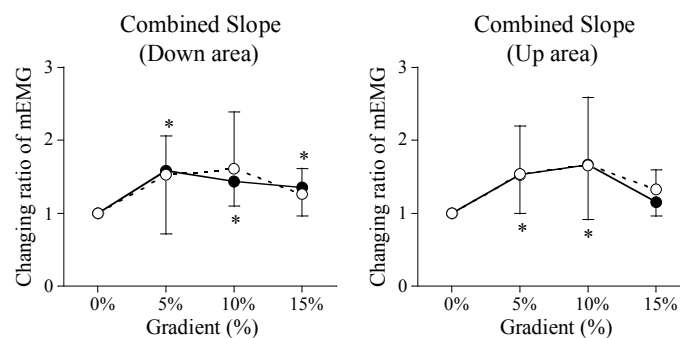 Combined Slope
(Down area)
Changing ratio of mEMG
3
2
1
0
*
*
*
0% 5% 10% 15%
Gradient (%)
Combined Slope
(Up area)
Changing ratio of mEMG
3
2
1
0
*
*
0% 5% 10% 15%
Gradient (%)